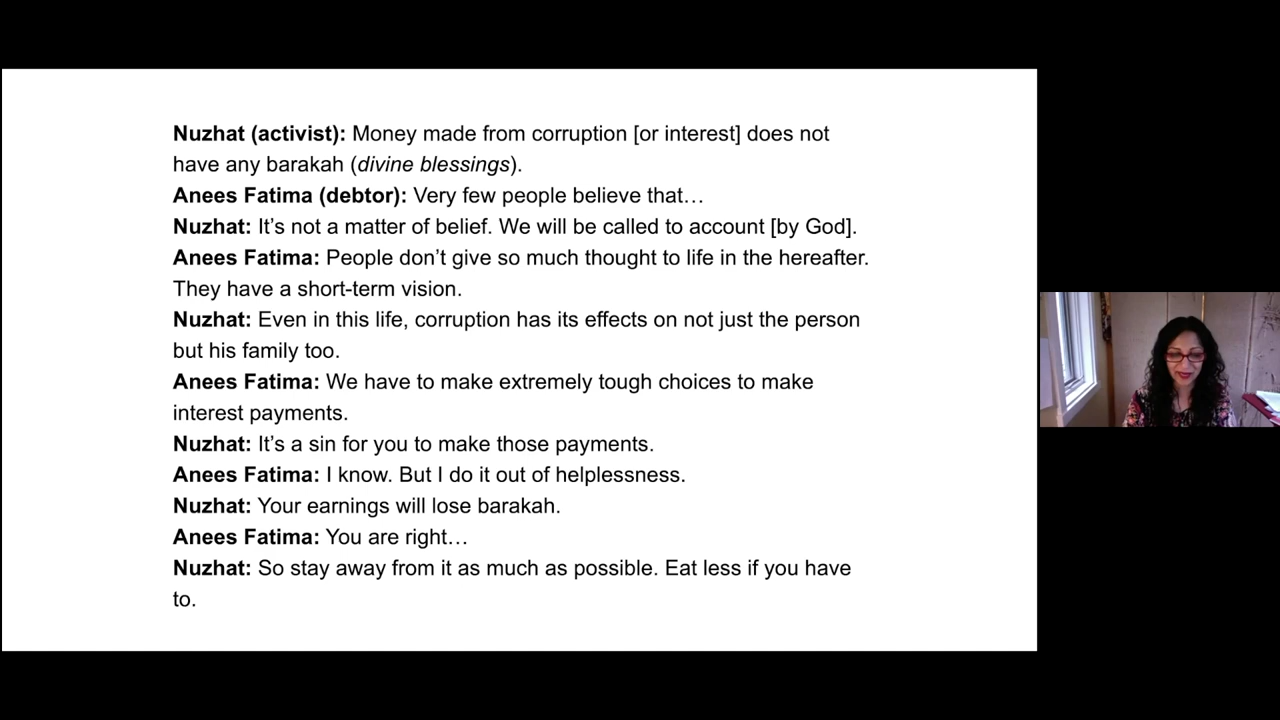 Nuzhat (activist): Money made from corruption [or interest] does not
have any barakah (divine blessings).
Anees Fatima (debtor): Very few people believe that…
Nuzhat: It’s not a matter of belief. We will be called to account [by God].
Anees Fatima: People don’t give so much thought to life in the hereafter.
They have a short-term vision.
Nuzhat: Even in this life, corruption has its effects on not just the person
but his family too.
Anees Fatima: We have to make extremely tough choices to make
interest payments.
Nuzhat: It’s a sin for you to make those payments.
Anees Fatima: I know. But I do it out of helplessness.
Nuzhat: Your earnings will lose barakah.
Anees Fatima: You are right…
Nuzhat: So stay away from it as much as possible. Eat less if you have
to.